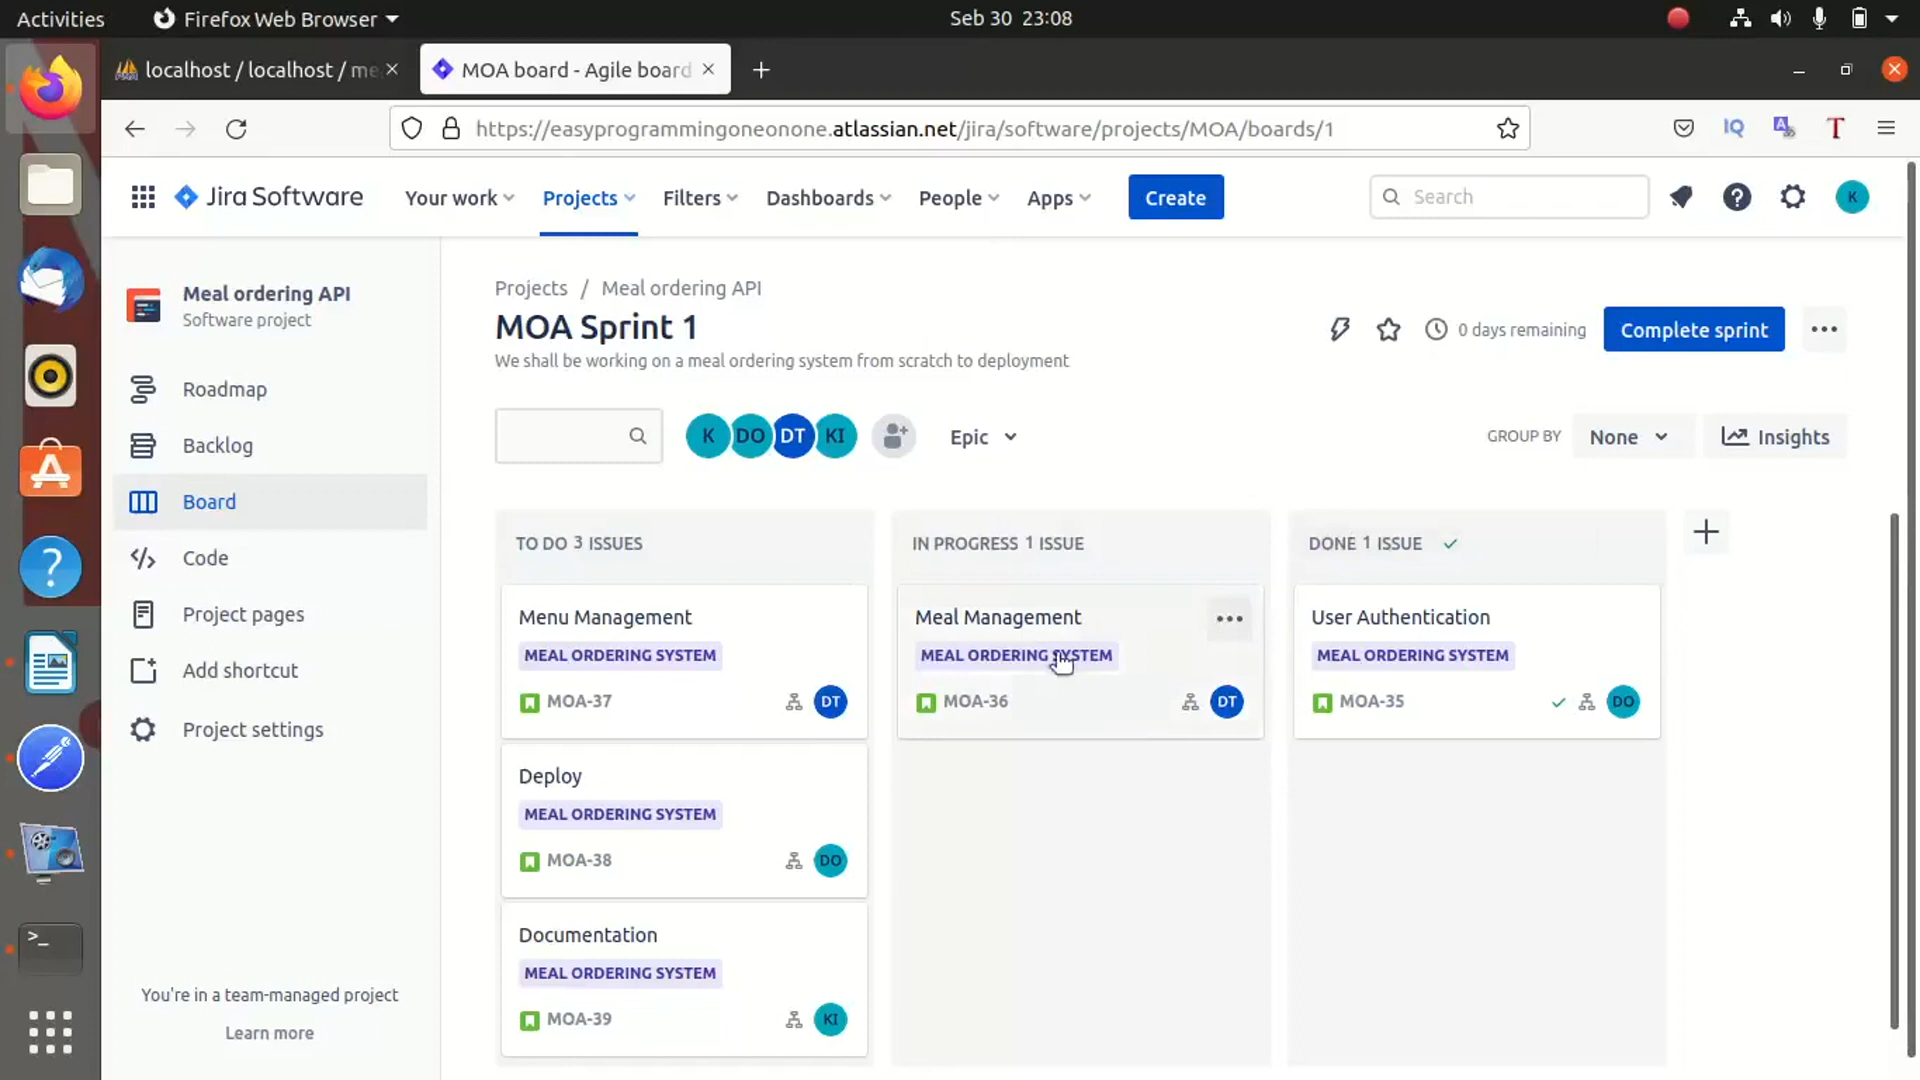 Activities Firefox Web Browser Seb 30 23:08
localhost / localhost / me MOA board - Agile board
https://easyprogrammingoneonone.atlassian.net/jira/software/projects/MOA/boards/1 IQ T
Jira Software Your work Projects Filters Dashboards People Apps Create Search K
Meal ordering API
Software project
Roadmap
Backlog
Board
Code
Project pages
Add shortcut
Project settings
You're in a team-managed project
Learn more
Projects / Meal ordering API
MOA Sprint 1
We shall be working on a meal ordering system from scratch to deployment
0 days remaining Complete sprint
K DO DT KI Epic GROUP BY None Insights
TO DO 3 ISSUES
Menu Management
MEAL ORDERING SYSTEM
MOA-37 DT
Deploy
MEAL ORDERING SYSTEM
MOA-38 DO
Documentation
MEAL ORDERING SYSTEM
MOA-39 KI
IN PROGRESS 1 ISSUE
Meal Management
MEAL ORDERING SYSTEM
MOA-36 DT
DONE 1 ISSUE
User Authentication
MEAL ORDERING SYSTEM
MOA-35 DO